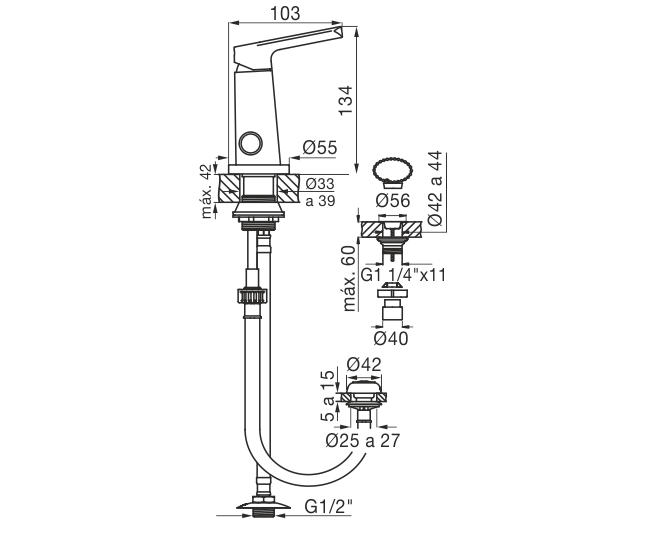 103
134
Ø55
máx. 42
Ø33
a 39
Ø42 a 44
Ø56
máx. 60
G1 1/4"x11
Ø40
Ø42
5 a 15
Ø25 a 27
G1/2"